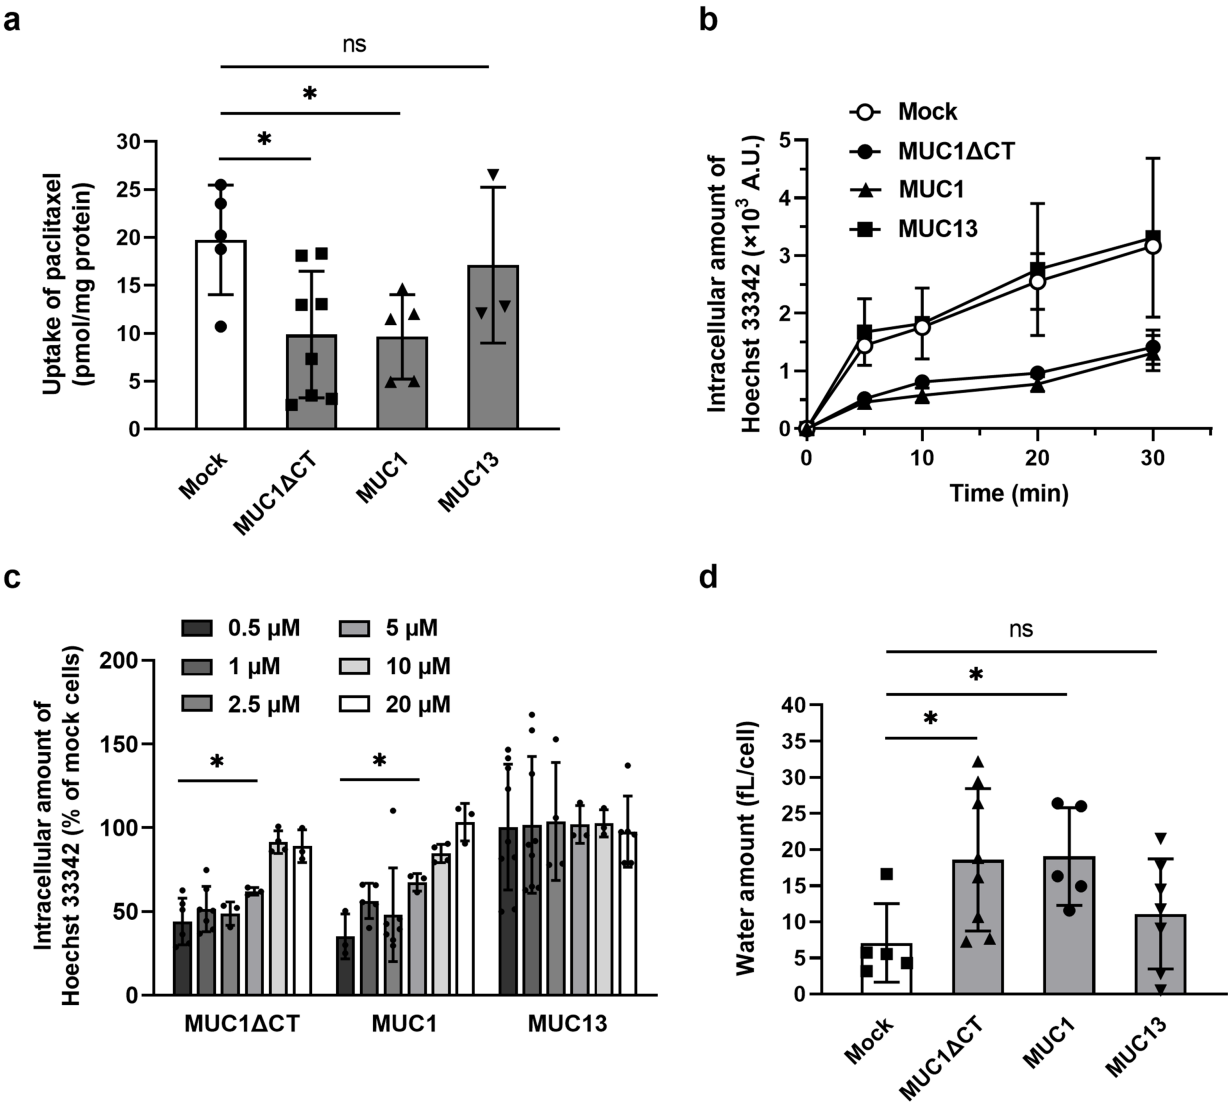 a
ns
*
*
30
25
20
15
10
5
0
Uptake of paclitaxel
(pmol/mg protein)
Mock
MUC1ΔCT
MUC1
MUC13
b
Mock
MUC1ΔCT
MUC1
MUC13
5
4
3
2
1
0
Intracellular amount of
Hoechst 33342 (×10³ A.U.)
0 10 20 30
Time (min)
c
0.5 µM
1 µM
2.5 µM
5 µM
10 µM
20 µM
200
150
100
50
0
Intracellular amount of
Hoechst 33342 (% of mock cells)
*
*
MUC1ΔCT MUC1 MUC13
d
ns
*
*
40
35
30
25
20
15
10
5
0
Water amount (fL/cell)
Mock
MUC1ΔCT
MUC1
MUC13